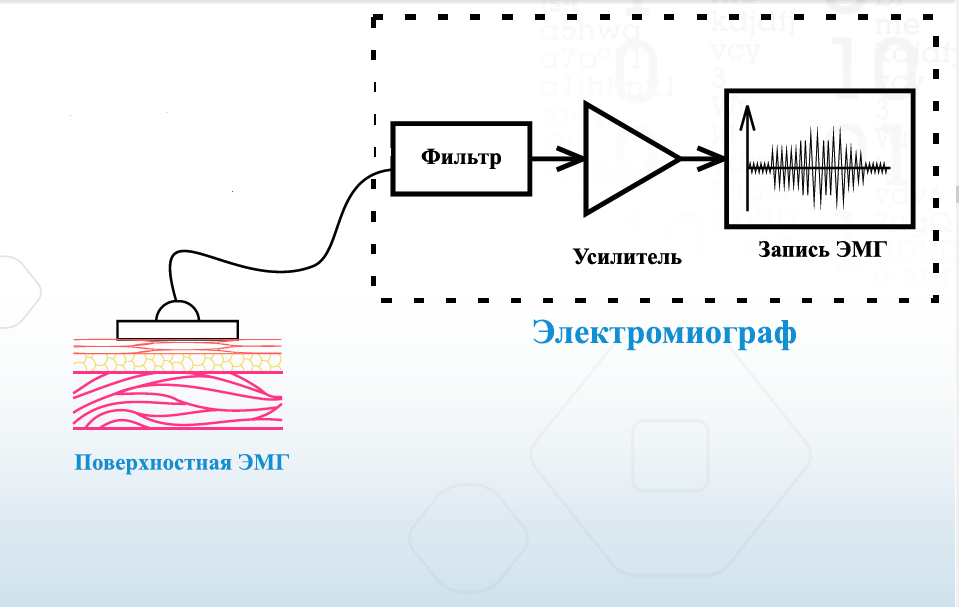 Фильтр
Усилитель
Запись ЭМГ
Электромиограф
Поверхностная ЭМГ